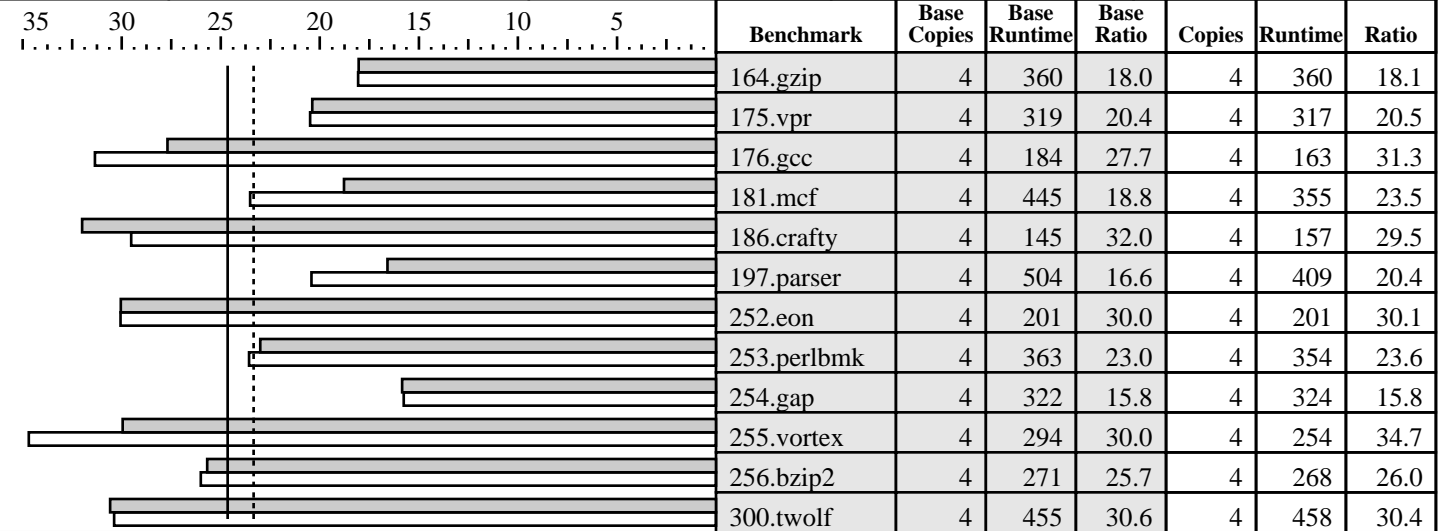 35 30 25 20 15 10 5
Benchmark Base Copies Base Runtime Base Ratio Copies Runtime Ratio
164.gzip 4 360 18.0 4 360 18.1
175.vpr 4 319 20.4 4 317 20.5
176.gcc 4 184 27.7 4 163 31.3
181.mcf 4 445 18.8 4 355 23.5
186.crafty 4 145 32.0 4 157 29.5
197.parser 4 504 16.6 4 409 20.4
252.eon 4 201 30.0 4 201 30.1
253.perlbmk 4 363 23.0 4 354 23.6
254.gap 4 322 15.8 4 324 15.8
255.vortex 4 294 30.0 4 254 34.7
256.bzip2 4 271 25.7 4 268 26.0
300.twolf 4 455 30.6 4 458 30.4